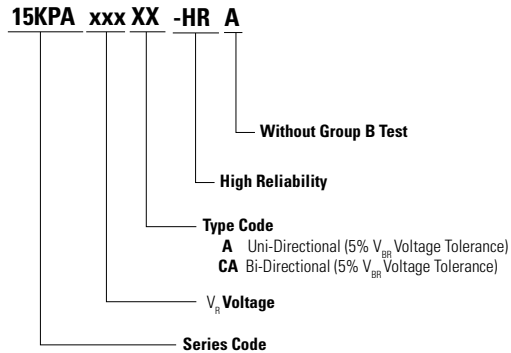 15KPA xxx XX -HR A
Without Group B Test
High Reliability
Type Code
A Uni-Directional (5% VBR Voltage Tolerance)
CA Bi-Directional (5% VBR Voltage Tolerance)
VR Voltage
Series Code